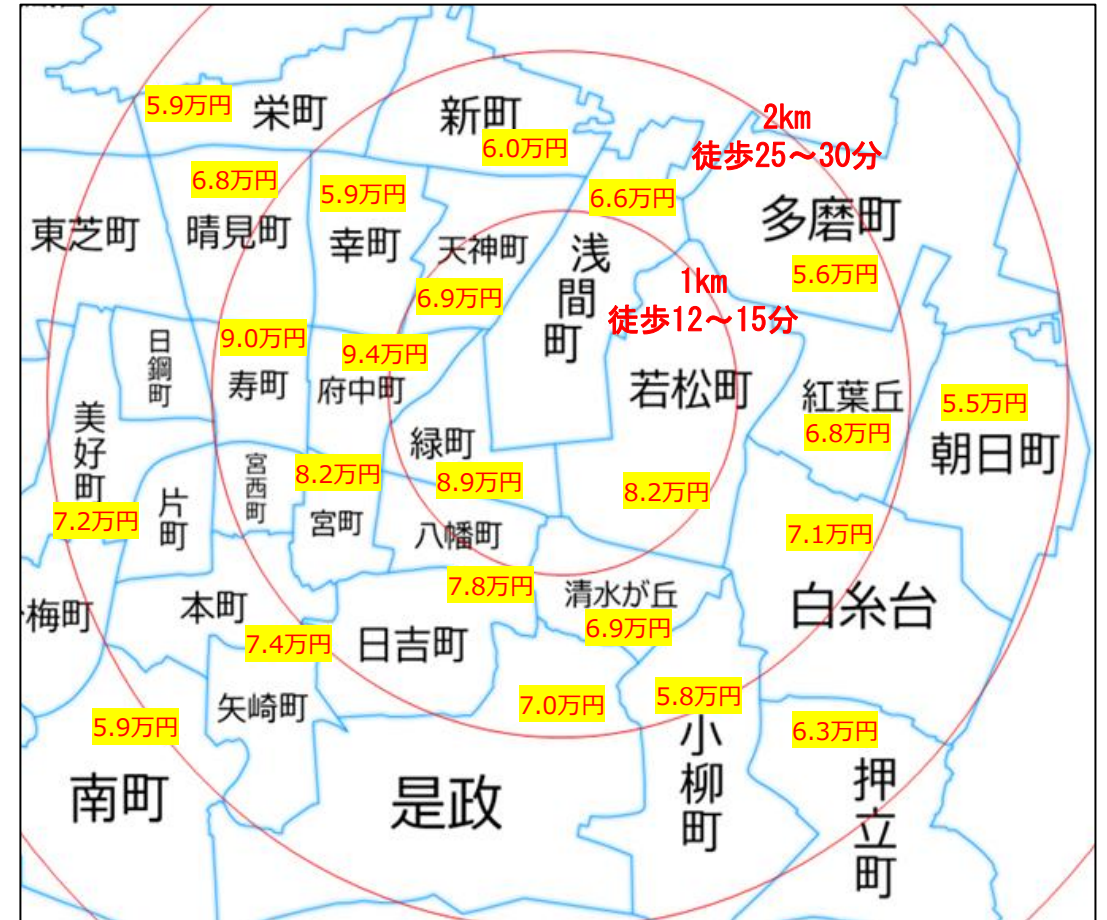 5.9万円
栄町
新町
6.0万円
2km
徒歩25～30分
6.8万円
5.9万円
6.6万円
東芝町
晴見町
幸町
天神町
浅間町
多磨町
6.9万円
1km
徒歩12～15分
5.6万円
日鋼町
9.0万円
寿町
9.4万円
府中町
若松町
紅葉丘
6.8万円
5.5万円
朝日町
美好町
7.2万円
片町
宮西町
8.2万円
宮町
緑町
8.9万円
八幡町
8.2万円
7.1万円
白糸台
梅町
本町
7.4万円
7.8万円
日吉町
清水が丘
6.9万円
矢崎町
5.9万円
南町
7.0万円
是政
5.8万円
小柳町
6.3万円
押立町